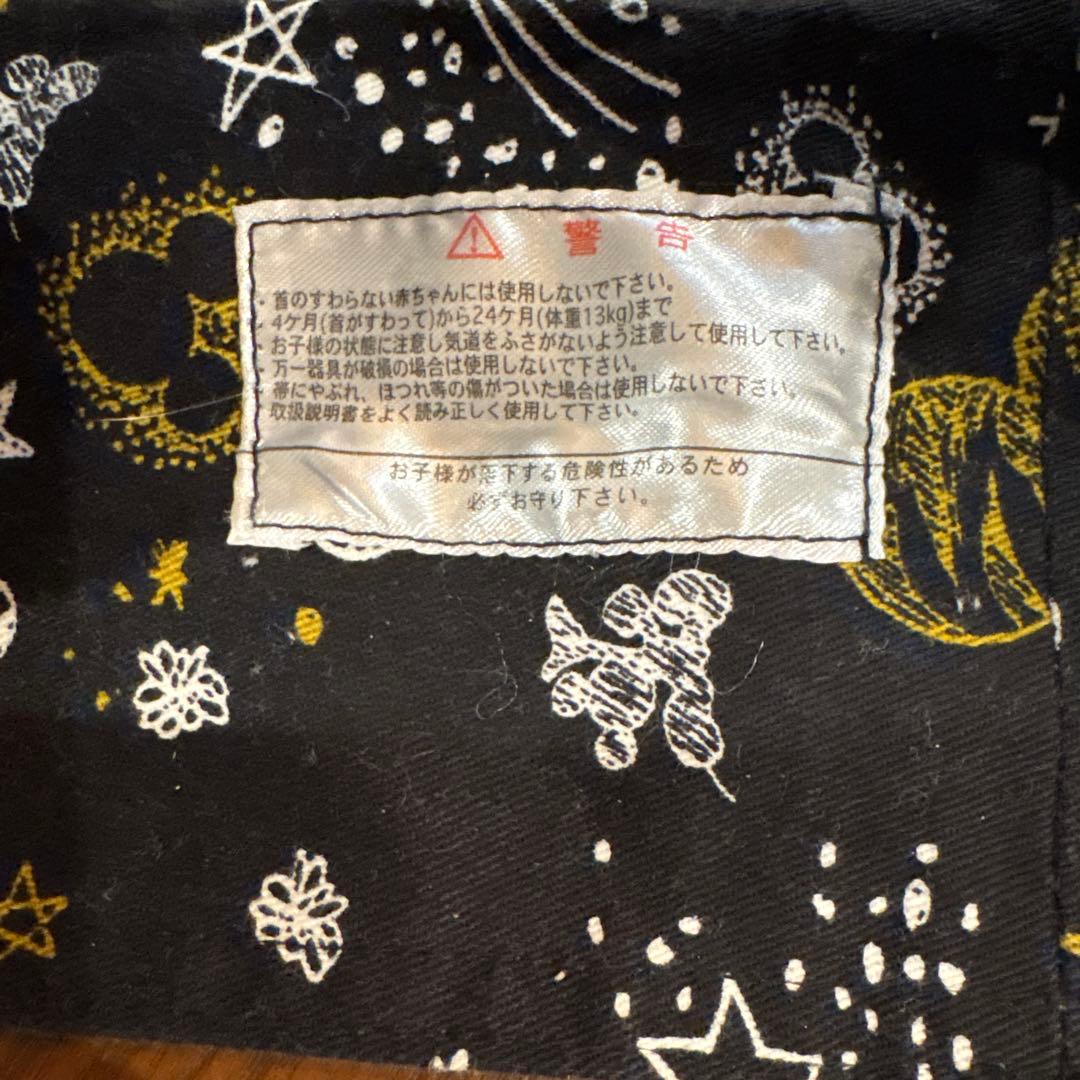 警告
・首のすわらない赤ちゃんには使用しないで下さい。
・4ケ月(首がすわって)から24ケ月(体重13kg)まで
・お子様の状態に注意し気道をふさがないよう注意して使用して下さい。
・万一器具が破損の場合は使用しないで下さい。
・帯にやぶれ、ほつれ等の傷がついた場合は使用しないで下さい。
・取扱説明書をよく読み正しく使用して下さい。
お子様が落下する危険性があるため
必ずお守り下さい。